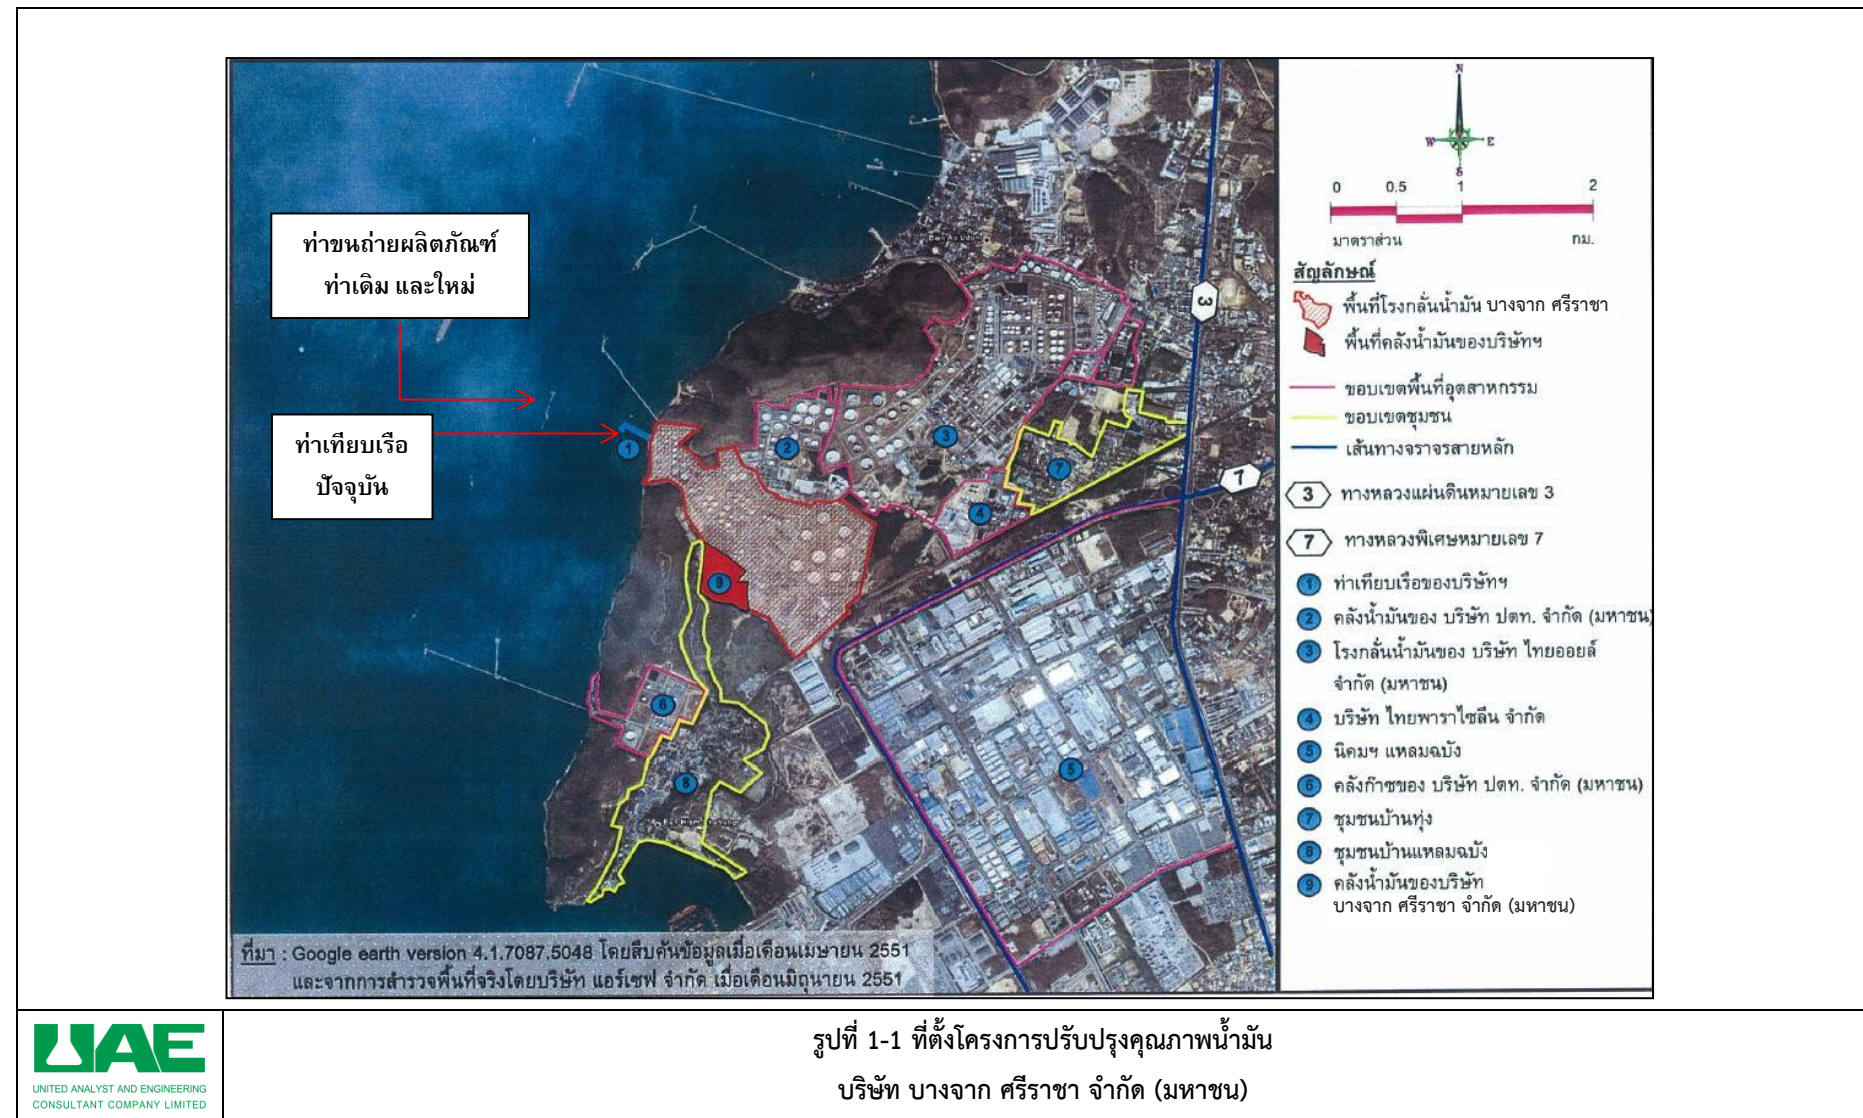 ท่าขนถ่ายผลิตภัณฑ์
ท่าเดิม และใหม่
ท่าเทียบเรือ
ปัจจุบัน
Ban Ao Udom
1
2
3
4
5
6
7
8
9
3
7
N
W
E
S
0 0.5 1 2
มาตราส่วน กม.
สัญลักษณ์
พื้นที่โรงกลั่นน้ำมัน บางจาก ศรีราชา
พื้นที่คลังน้ำมันของบริษัทฯ
ขอบเขตพื้นที่อุตสาหกรรม
ขอบเขตชุมชน
เส้นทางจราจรสายหลัก
3 ทางหลวงแผ่นดินหมายเลข 3
7 ทางหลวงพิเศษหมายเลข 7
1 ท่าเทียบเรือของบริษัทฯ
2 คลังน้ำมันของ บริษัท ปตท. จำกัด (มหาชน)
3 โรงกลั่นน้ำมันของ บริษัท ไทยออยล์
จำกัด (มหาชน)
4 บริษัท ไทยพาราไซลีน จำกัด
5 นิคมฯ แหลมฉบัง
6 คลังก๊าซของ บริษัท ปตท. จำกัด (มหาชน)
7 ชุมชนบ้านทุ่ง
8 ชุมชนบ้านแหลมฉบัง
9 คลังน้ำมันของบริษัท
บางจาก ศรีราชา จำกัด (มหาชน)
ที่มา : Google earth version 4.1.7087.5048 โดยสืบค้นข้อมูลเมื่อเดือนเมษายน 2551
และจากการสำรวจพื้นที่จริงโดยบริษัท แอร์เซฟ จำกัด เมื่อเดือนมิถุนายน 2551
UAE
UNITED ANALYST AND ENGINEERING
CONSULTANT COMPANY LIMITED
รูปที่ 1-1 ที่ตั้งโครงการปรับปรุงคุณภาพน้ำมัน
บริษัท บางจาก ศรีราชา จำกัด (มหาชน)